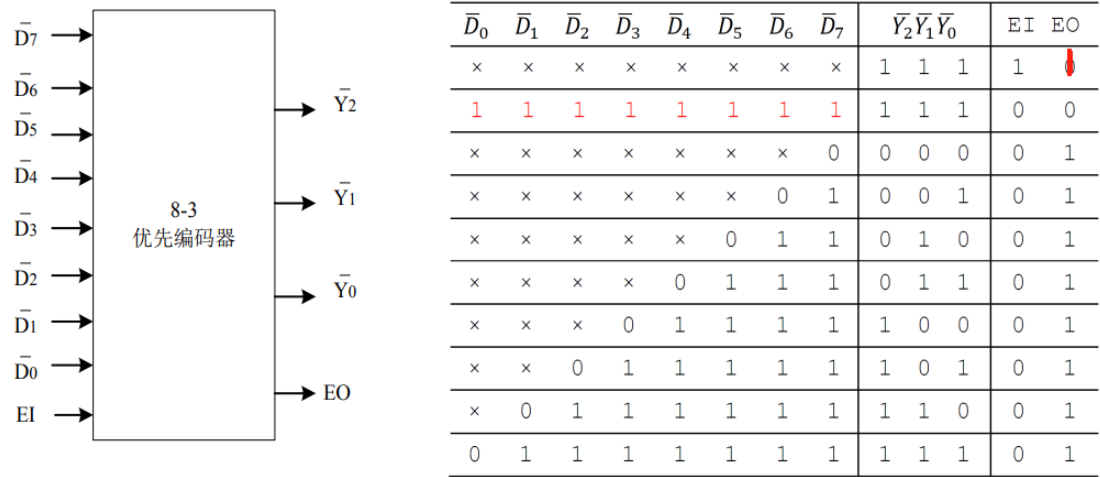 D̅7
D̅6
D̅5
D̅4
D̅3
D̅2
D̅1
D̅0
EI
8-3
优先编码器
Y̅2
Y̅1
Y̅0
EO
D̅₀ D̅₁ D̅₂ D̅₃ D̅₄ D̅₅ D̅₆ D̅₇ Y̅₂Y̅₁Y̅₀ EI EO
× × × × × × × × 1 1 1 1
1 1 1 1 1 1 1 1 1 1 1 0 0
× × × × × × × 0 0 0 0 0 1
× × × × × × 0 1 0 0 1 0 1
× × × × × 0 1 1 0 1 0 0 1
× × × × 0 1 1 1 0 1 1 0 1
× × × 0 1 1 1 1 1 0 0 0 1
× × 0 1 1 1 1 1 1 0 1 0 1
× 0 1 1 1 1 1 1 1 1 0 0 1
0 1 1 1 1 1 1 1 1 1 1 0 1